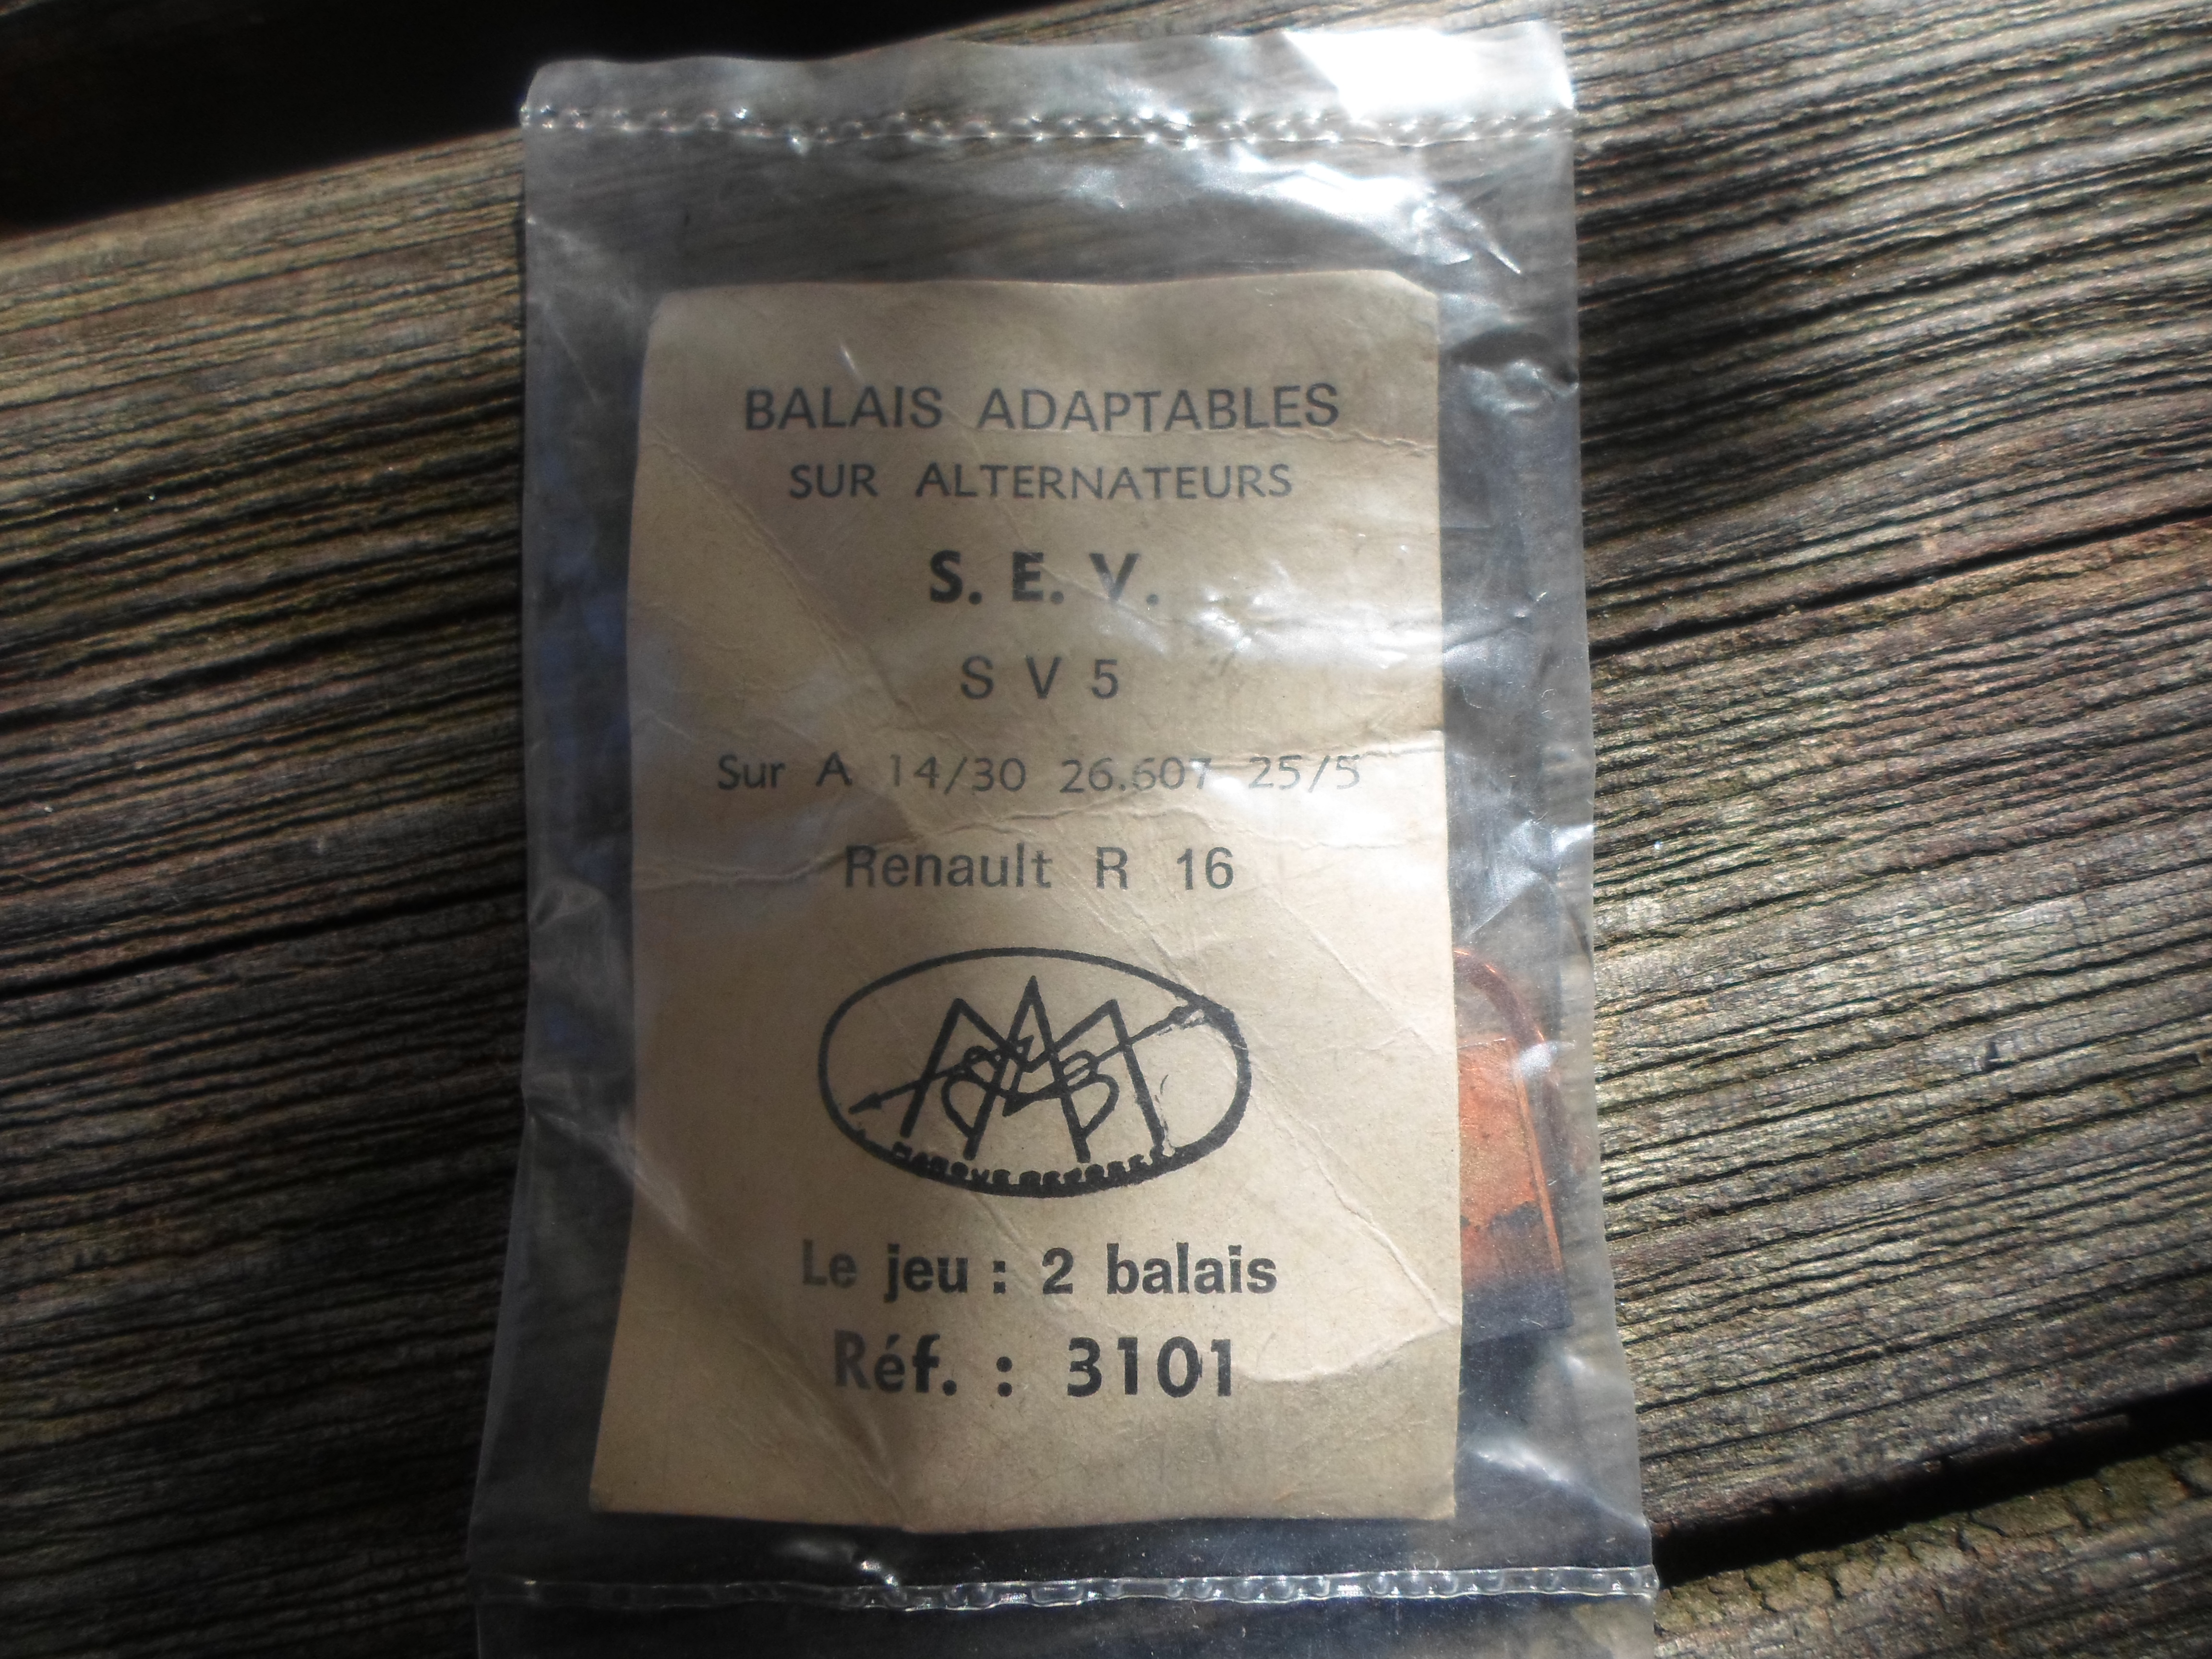 BALAIS ADAPTABLES
SUR ALTERNATEURS
S. E. V.
S V 5
Sur A 14/30 26.607 25/5
Renault R 16
Le jeu : 2 balais
Réf. : 3101